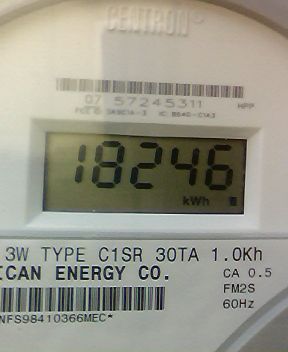 CENTRON®
07 57245311 HPP
18246
kWh
3W TYPE C1SR 30TA 1.0Kh
ICAN ENERGY CO.
CA 0.5
FM2S
60Hz
NFS98410366MEC*